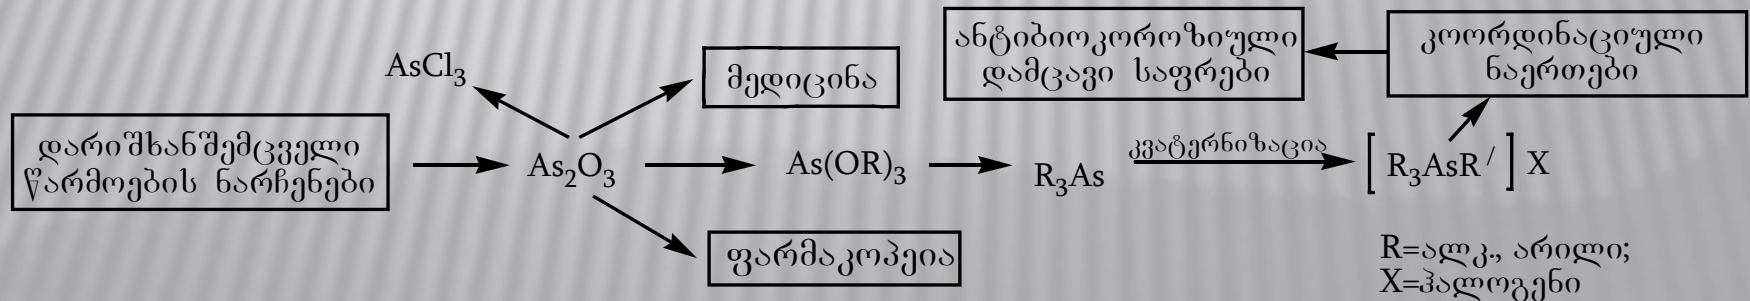 AsCl3
მედიცინა
ანტიბიოკოროზიული
დამცავი საფრები
კოორდინაციული
ნაერთები
დარიშხანშემცველი
წარმოების ნარჩენები
As2O3
As(OR)3
R3As
კვატერნიზაცია
[ R3AsR / ] X
ფარმაკოპეია
R=ალკ., არილი;
X=ჰალოგენი